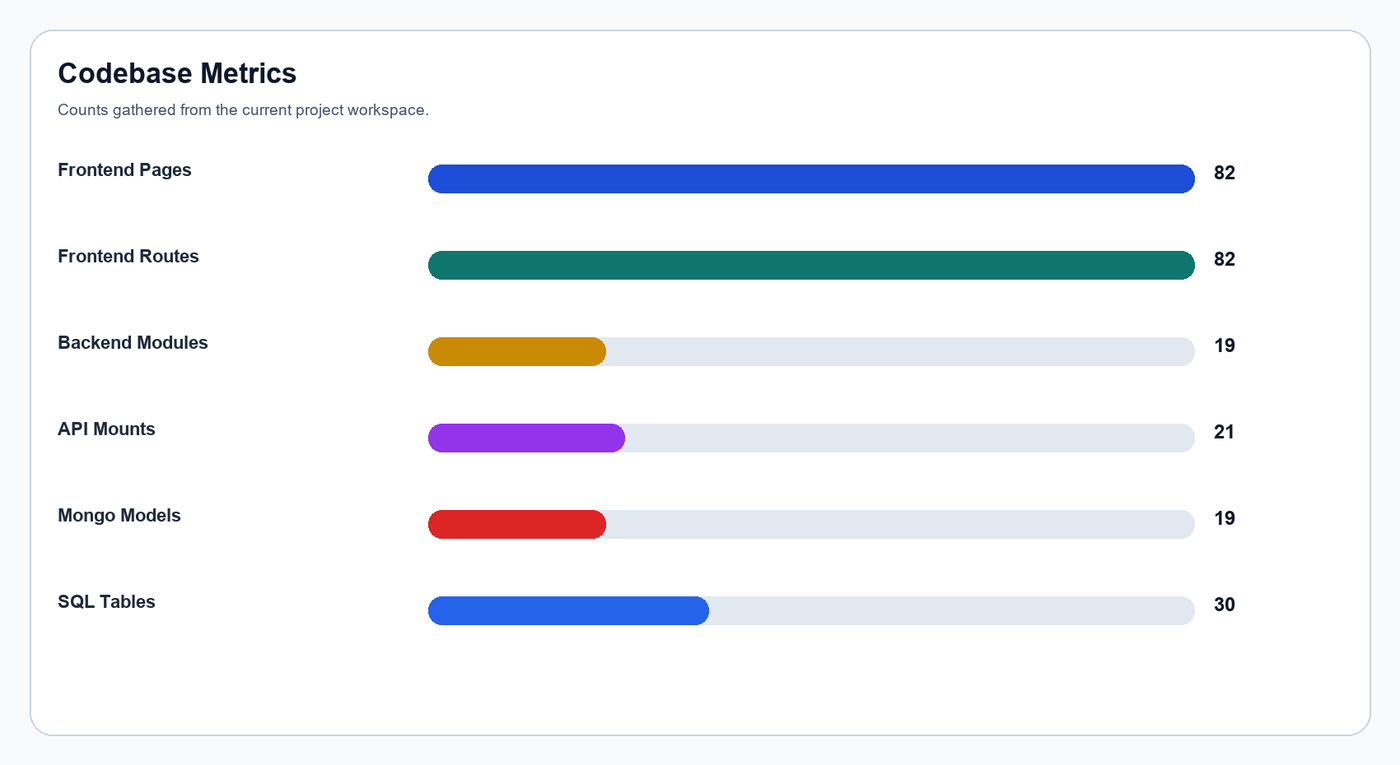 Codebase Metrics
Counts gathered from the current project workspace.
Frontend Pages 82
Frontend Routes 82
Backend Modules 19
API Mounts 21
Mongo Models 19
SQL Tables 30